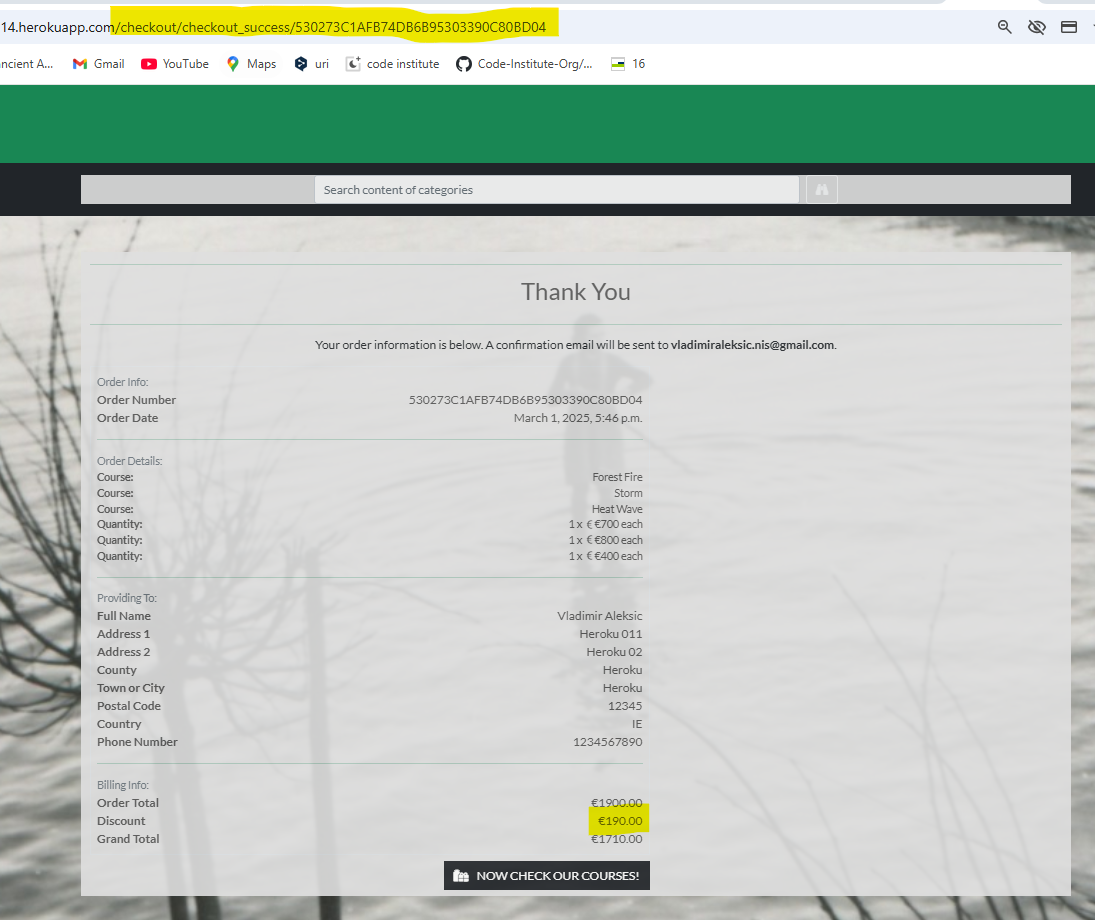 14.herokuapp.com/checkout/checkout_success/530273C1AFB74DB6B95303390C80BD04
ncient A... Gmail YouTube Maps uri code institute Code-Institute-Org/... 16
Search content of categories
Thank You
Your order information is below. A confirmation email will be sent to vladimiraleksic.nis@gmail.com.
Order Info:
Order Number 530273C1AFB74DB6B95303390C80BD04
Order Date March 1, 2025, 5:46 p.m.
Order Details:
Course: Forest Fire
Course: Storm
Course: Heat Wave
Quantity: 1 x € €700 each
Quantity: 1 x € €800 each
Quantity: 1 x € €400 each
Providing To:
Full Name Vladimir Aleksic
Address 1 Heroku 011
Address 2 Heroku 02
County Heroku
Town or City Heroku
Postal Code 12345
Country IE
Phone Number 1234567890
Billing Info:
Order Total €1900.00
Discount €190.00
Grand Total €1710.00
NOW CHECK OUR COURSES!